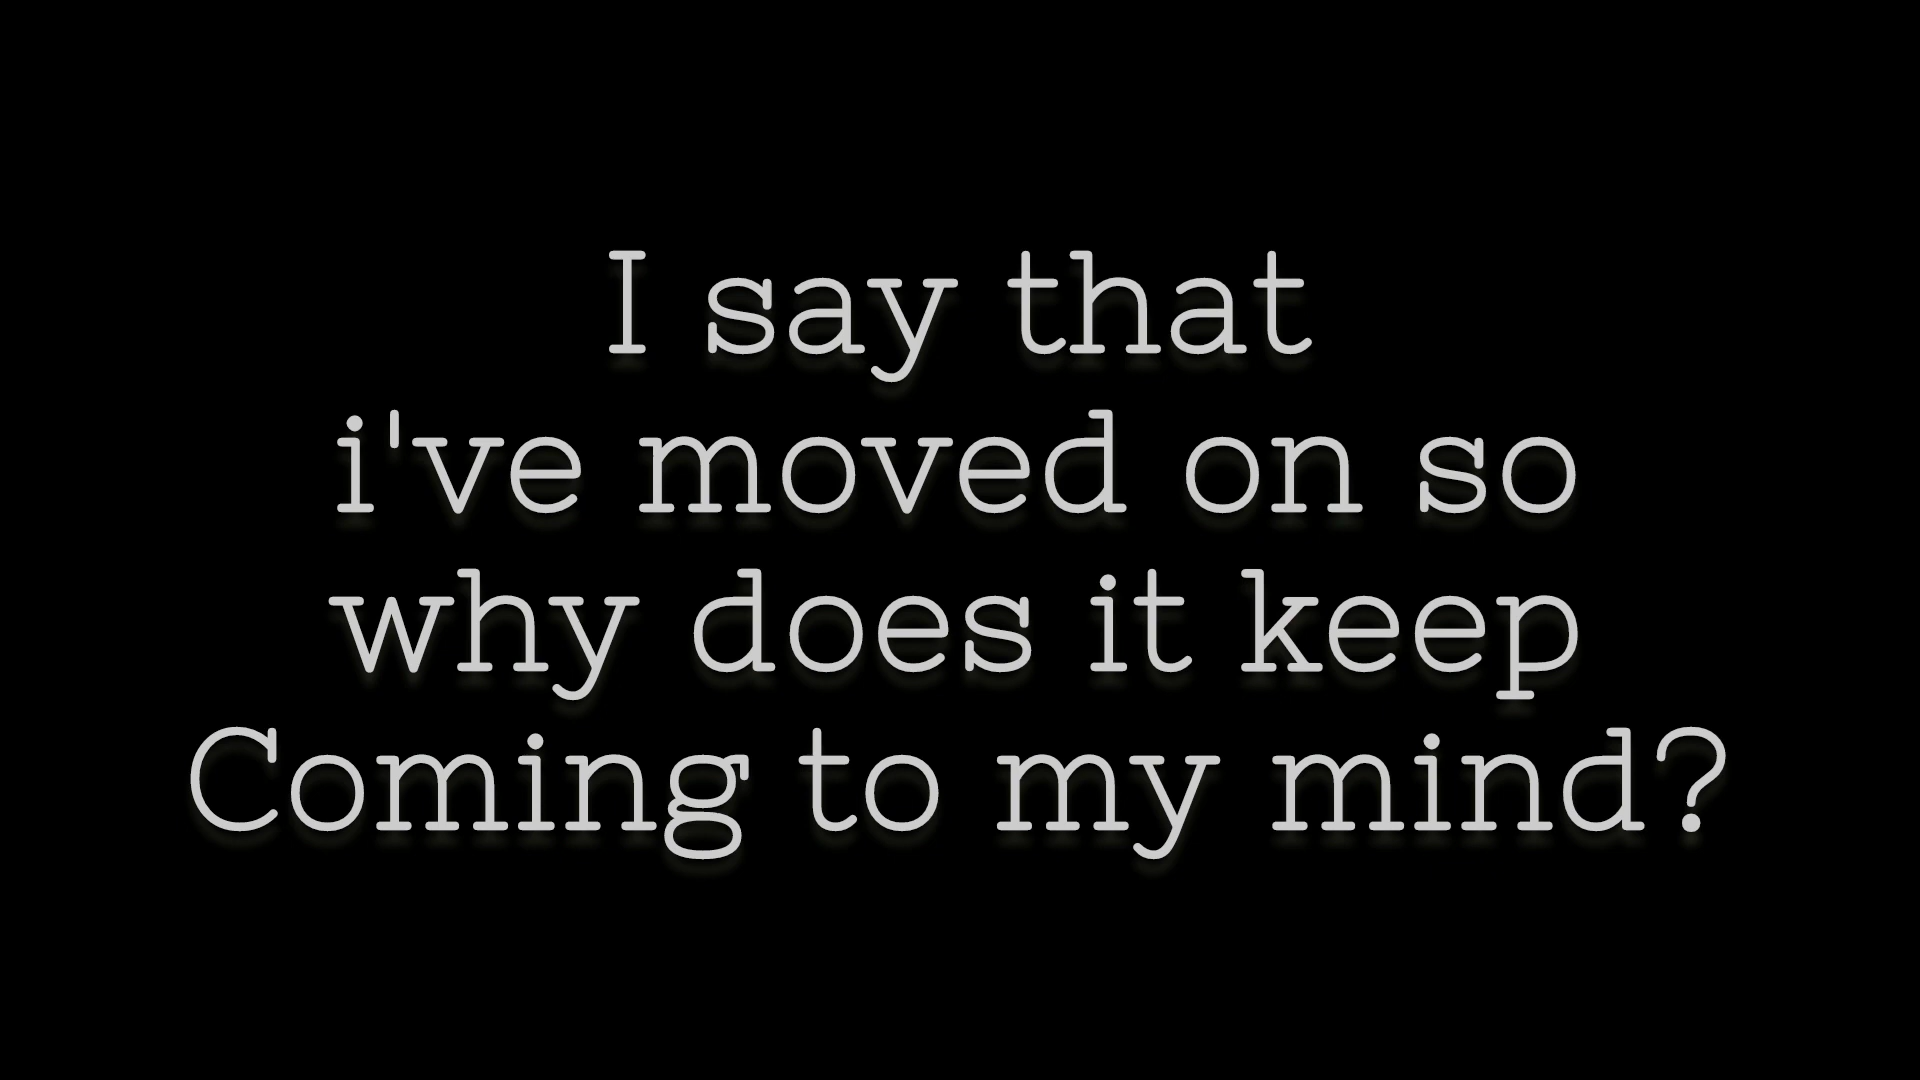 I say that
i've moved on so
why does it keep
Coming to my mind?